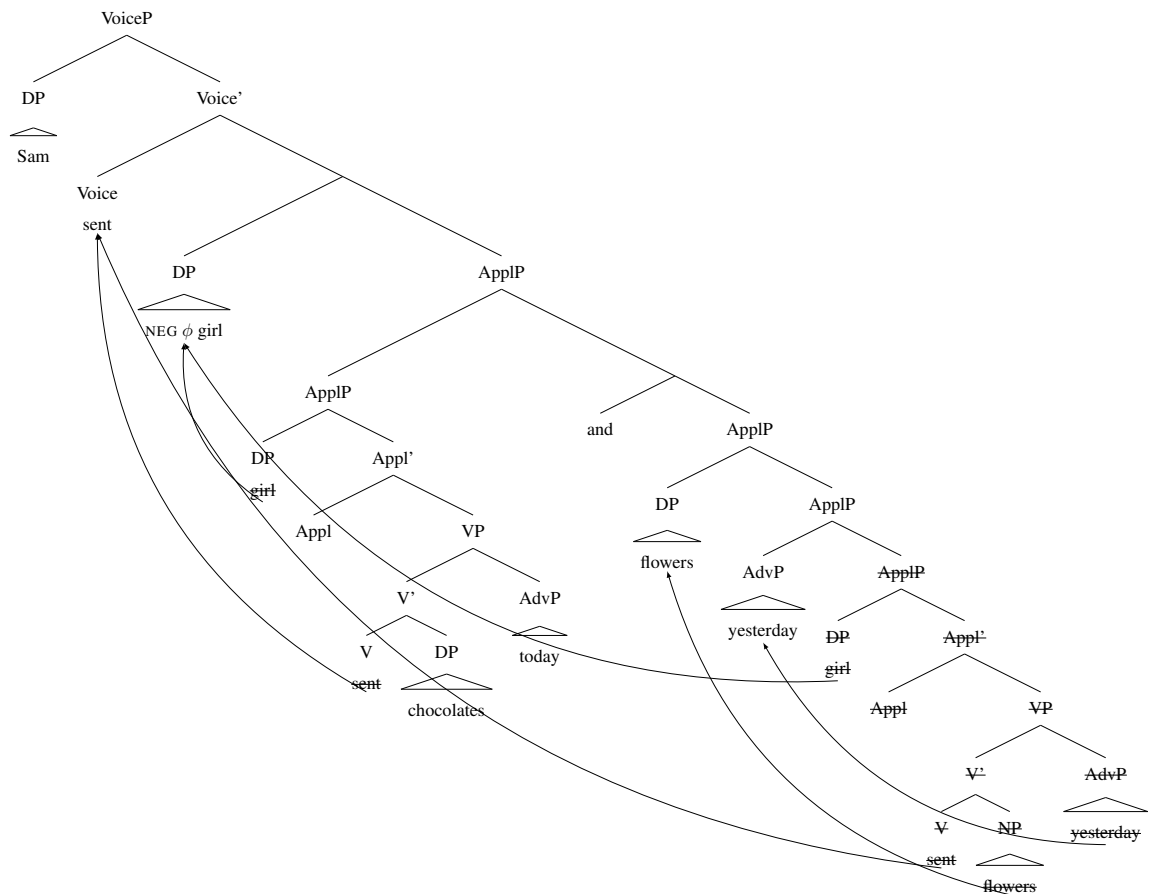 VoiceP
DP Voice’
Sam
Voice
sent
DP ApplP
NEG ϕ girl
ApplP
and ApplP
DP Appl’
girl
DP ApplP
Appl VP
flowers AdvP ApplP
V’ AdvP
yesterday DP Appl’
V DP today
girl
sent
chocolates Appl VP
V’ AdvP
V NP yesterday
sent
flowers